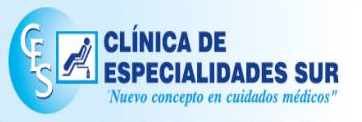 CES
CLÍNICA DE
ESPECIALIDADES SUR
"Nuevo concepto en cuidados médicos"